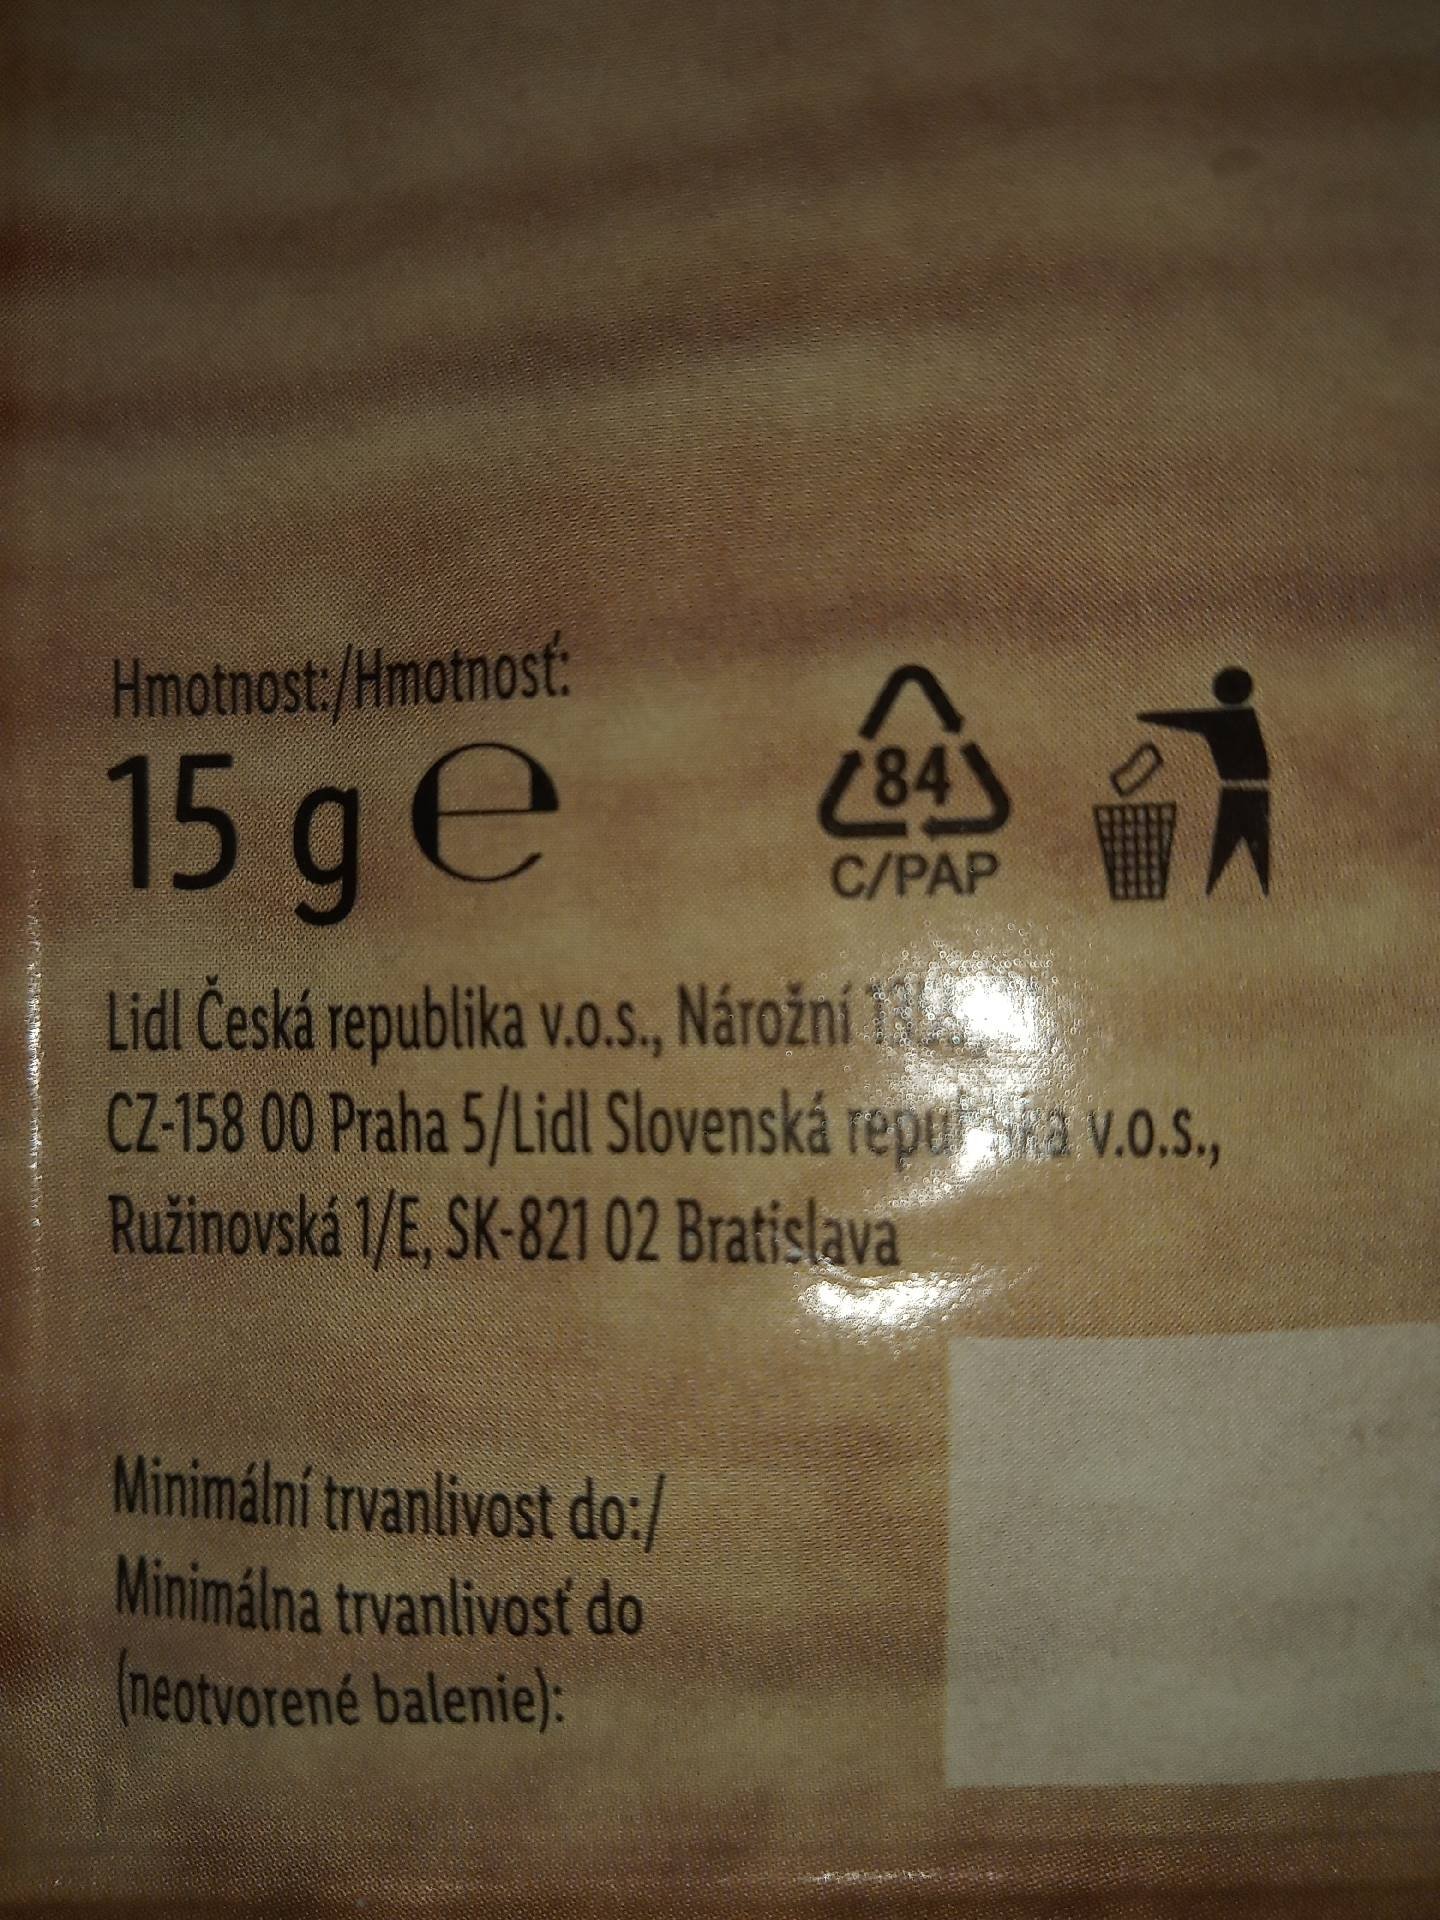 Hmotnost:/Hmotnosť:
15 g e
84
C/PAP
Lidl Česká republika v.o.s., Nárožní
CZ-158 00 Praha 5/Lidl Slovenská republika v.o.s.,
Ružinovská 1/E, SK-821 02 Bratislava
Minimální trvanlivost do:/
Minimálna trvanlivosť do
(neotvorené balenie):